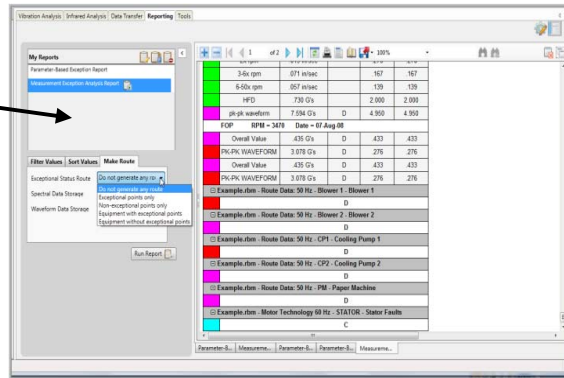 Vibration Analysis Infrared Analysis Data Transfer Reporting Tools
My Reports
Parameter-Based Exception Report
Measurement Exception Analysis Report
Filter Values Sort Values Make Route
Exceptional Status Route Do not generate any ro
Do not generate any route
Exceptional points only
Non-exceptional points only
Equipment with exceptional points
Equipment without exceptional points
Spectral Data Storage
Waveform Data Storage
Run Report
1 of 2 100%
3-6x rpm .071 in/sec .167 .167
6-50x rpm .057 in/sec .139 .139
HFD .730 G's 2.000 2.000
pk-pk waveform 7.594 G's D 4.950 4.950
FOP RPM = 3470 Date = 07-Aug-08
Overall Value .435 G's D .433 .433
PK-PK WAVEFORM 3.078 G's D .276 .276
Overall Value .435 G's D .433 .433
PK-PK WAVEFORM 3.078 G's D .276 .276
Example.rbm - Route Data: 50 Hz - Blower 1 - Blower 1
D
Example.rbm - Route Data: 50 Hz - Blower 2 - Blower 2
D
Example.rbm - Route Data: 50 Hz - CP1 - Cooling Pump 1
D
Example.rbm - Route Data: 50 Hz - CP2 - Cooling Pump 2
D
Example.rbm - Route Data: 50 Hz - PM - Paper Machine
D
Example.rbm - Motor Technology 60 Hz - STATOR - Stator Faults
C
Parameter-B... Measureme... Parameter-B... Parameter-B... Measureme...